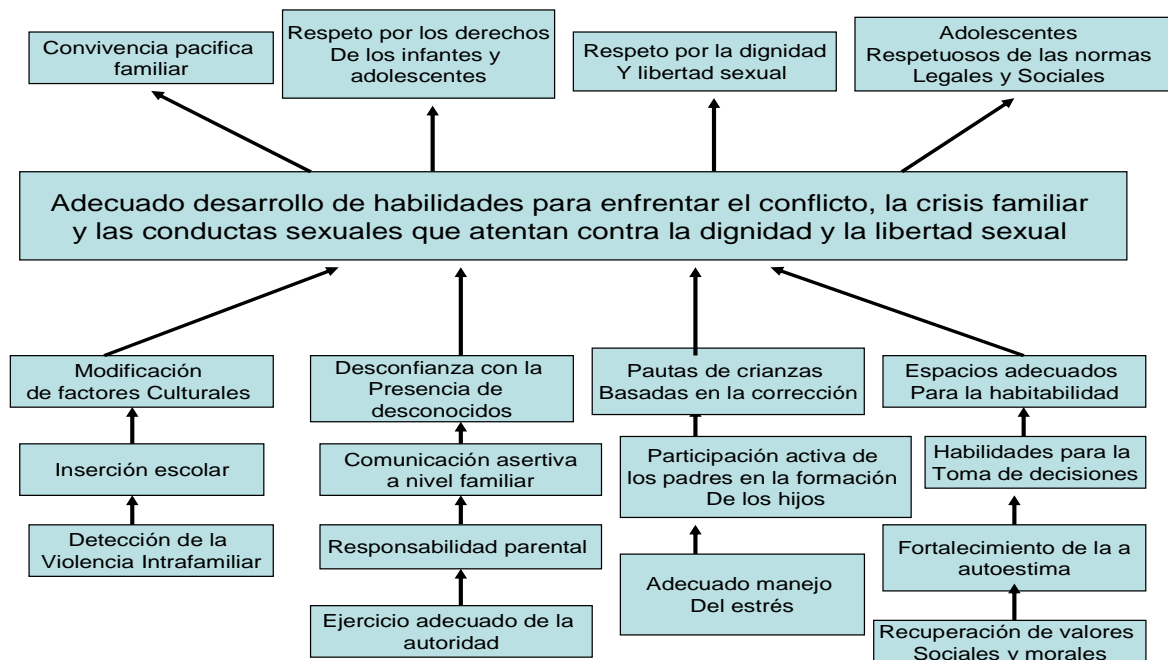 Convivencia pacifica
familiar
Respeto por los derechos
De los infantes y
adolescentes
Respeto por la dignidad
Y libertad sexual
Adolescentes
Respetuosos de las normas
Legales y Sociales
Adecuado desarrollo de habilidades para enfrentar el conflicto, la crisis familiar
y las conductas sexuales que atentan contra la dignidad y la libertad sexual
Modificación
de factores Culturales
Desconfianza con la
Presencia de
desconocidos
Pautas de crianzas
Basadas en la corrección
Espacios adecuados
Para la habitabilidad
Inserción escolar
Comunicación asertiva
a nivel familiar
Participación activa de
los padres en la formación
De los hijos
Habilidades para la
Toma de decisiones
Detección de la
Violencia Intrafamiliar
Responsabilidad parental
Adecuado manejo
Del estrés
Fortalecimiento de la a
autoestima
Ejercicio adecuado de la
autoridad
Recuperación de valores
Sociales y morales